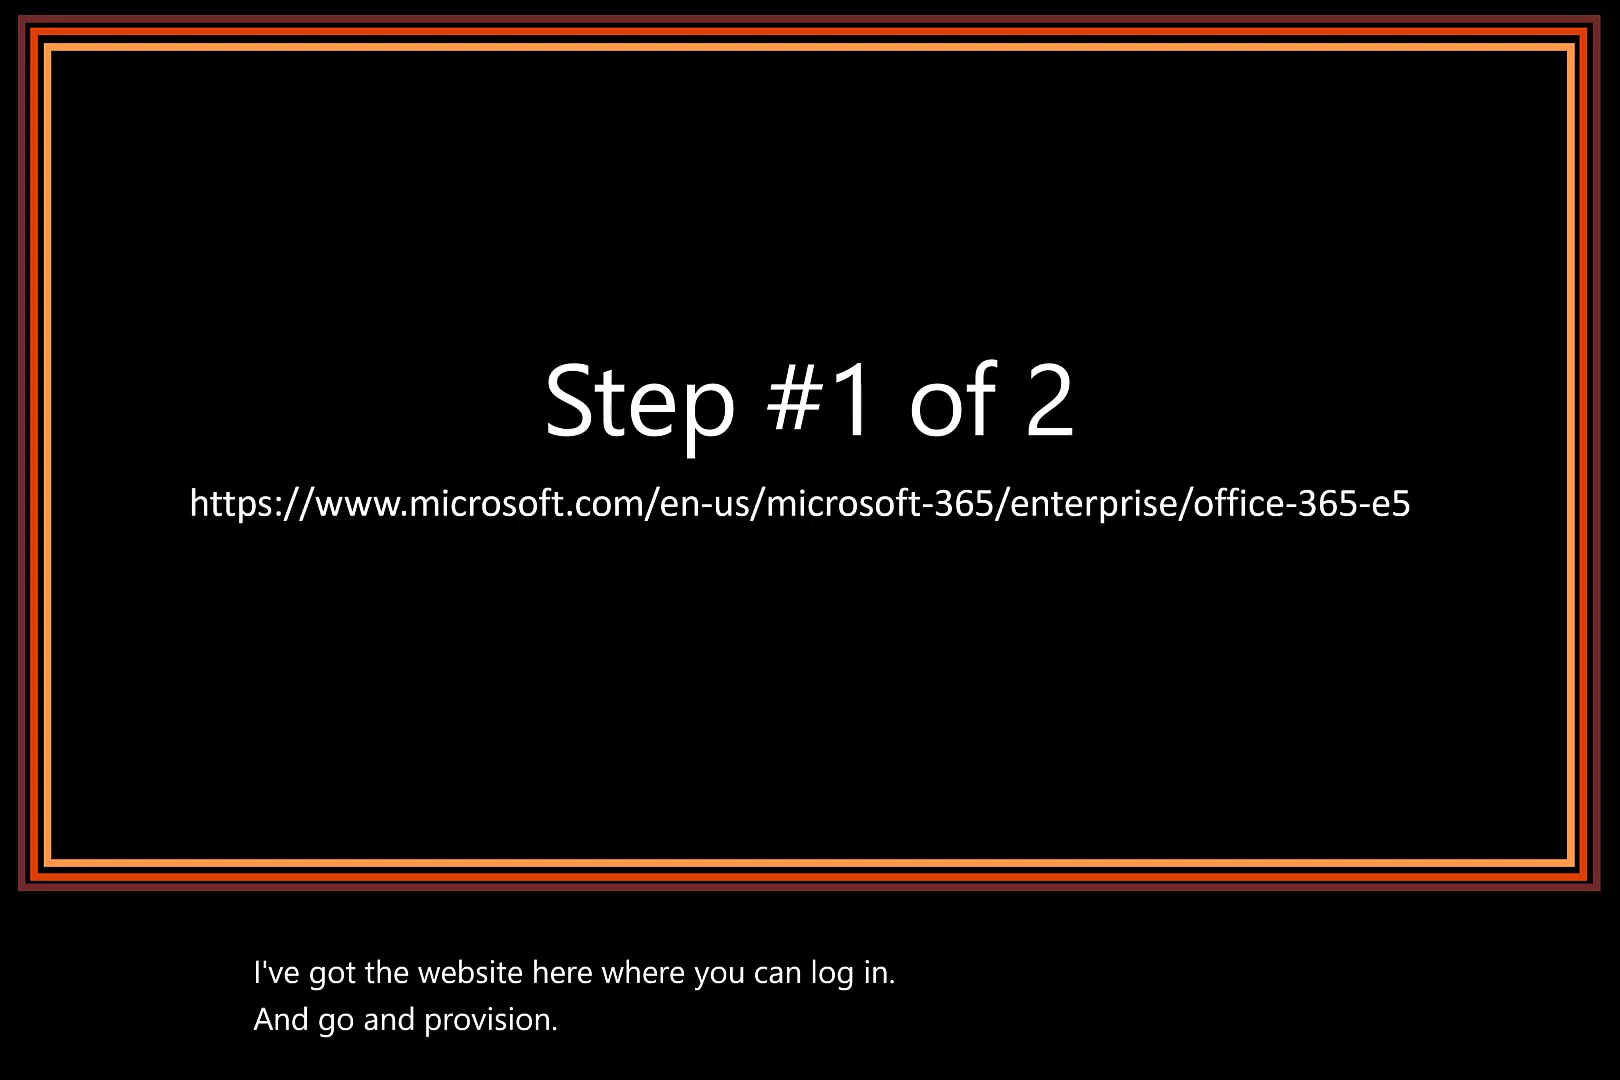 Step #1 of 2
https://www.microsoft.com/en-us/microsoft-365/enterprise/office-365-e5
I've got the website here where you can log in.
And go and provision.